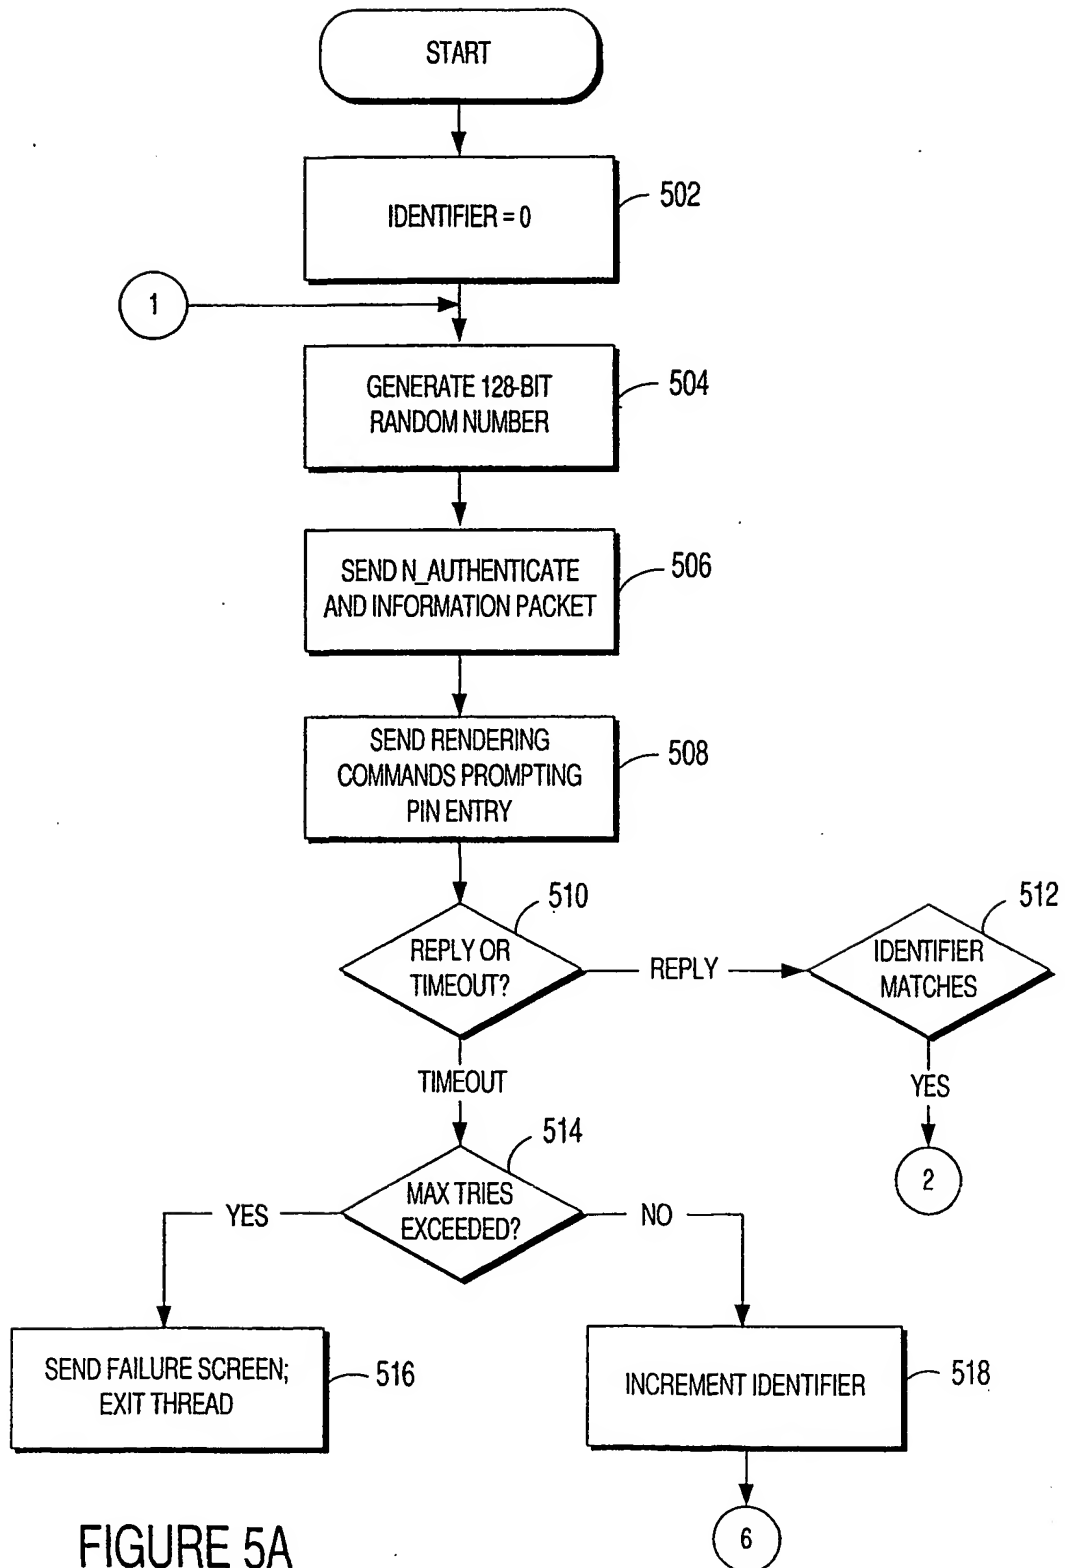 START
IDENTIFIER = 0
502
1
GENERATE 128-BIT
RANDOM NUMBER
504
SEND N_AUTHENTICATE
AND INFORMATION PACKET
506
SEND RENDERING
COMMANDS PROMPTING
PIN ENTRY
508
REPLY OR
TIMEOUT?
510
REPLY
IDENTIFIER
MATCHES
512
TIMEOUT
YES
2
MAX TRIES
EXCEEDED?
514
YES
NO
SEND FAILURE SCREEN;
EXIT THREAD
516
INCREMENT IDENTIFIER
518
6
FIGURE 5A